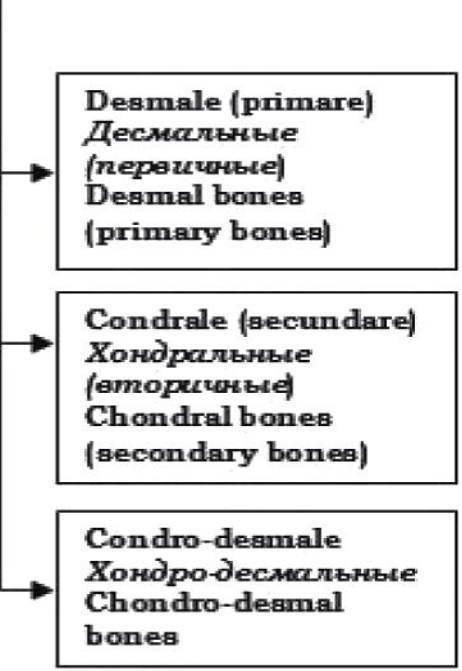 Desmale (primare)
Десмальные
(первичные)
Desmal bones
(primary bones)
Condrale (secundare)
Хондральные
(вторичные)
Chondral bones
(secondary bones)
Condro-desmale
Хондро-десмальные
Chondro-desmal
bones